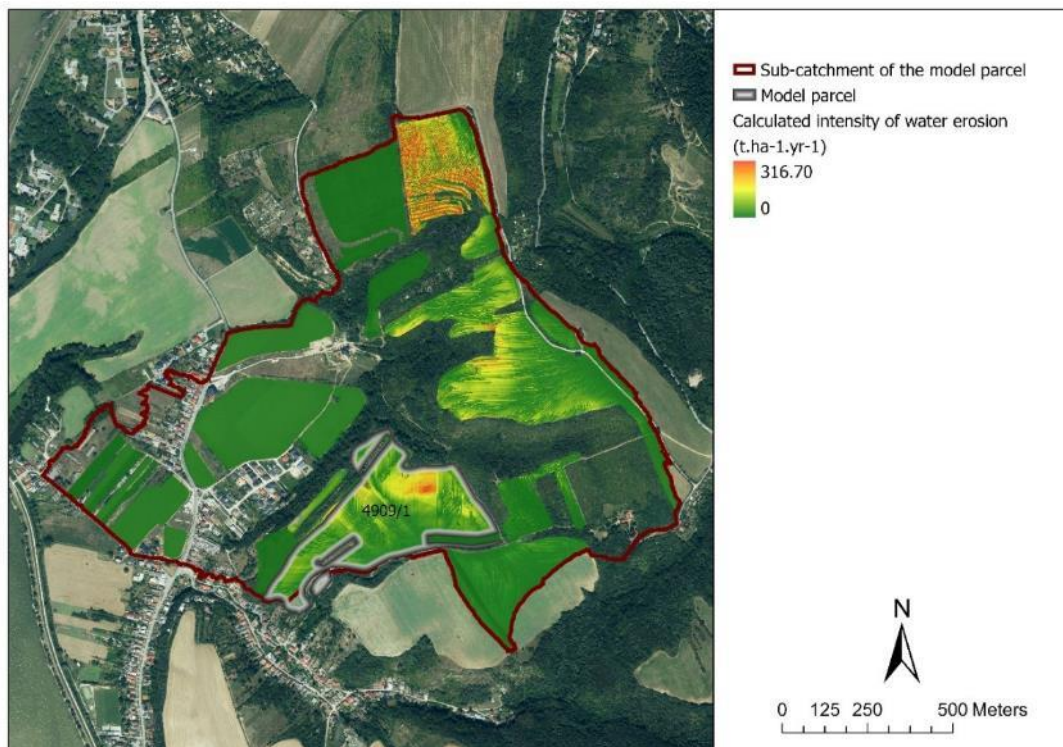 Sub-catchment of the model parcel
Model parcel
Calculated intensity of water erosion
(t.ha-1.yr-1)
316.70
0
4909/1
N
0 125 250 500 Meters